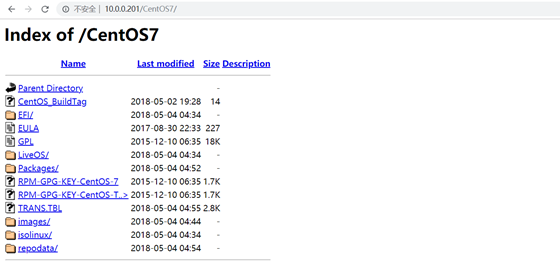 不安全 | 10.0.0.201/CentOS7/
Index of /CentOS7
Name Last modified Size Description
Parent Directory -
CentOS_BuildTag 2018-05-02 19:28 14
EFI/ 2018-05-04 04:34 -
EULA 2017-08-30 22:33 227
GPL 2015-12-10 06:35 18K
LiveOS/ 2018-05-04 04:34 -
Packages/ 2018-05-04 04:52 -
RPM-GPG-KEY-CentOS-7 2015-12-10 06:35 1.7K
RPM-GPG-KEY-CentOS-T..> 2015-12-10 06:35 1.7K
TRANS.TBL 2018-05-04 04:55 2.8K
images/ 2018-05-04 04:44 -
isolinux/ 2018-05-04 04:34 -
repodata/ 2018-05-04 04:54 -